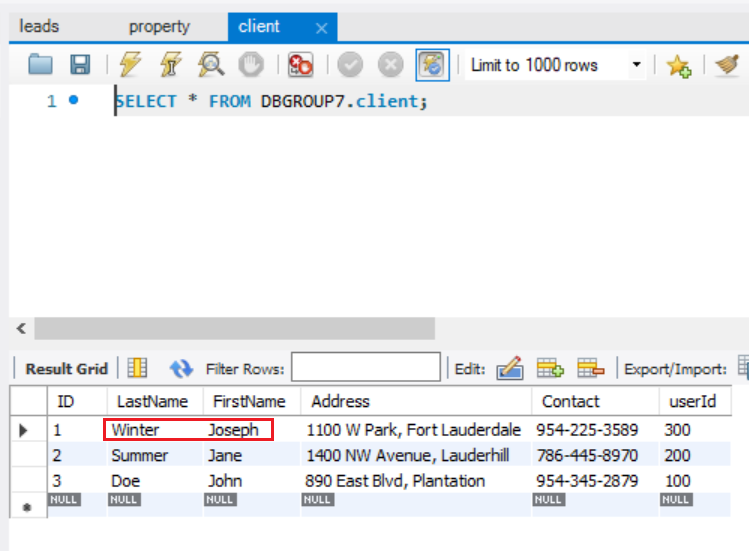 leads property client
Limit to 1000 rows
1 SELECT * FROM DBGROUP7.client;
Result Grid Filter Rows: Edit: Export/Import:
ID LastName FirstName Address Contact userId
1 Winter Joseph 1100 W Park, Fort Lauderdale 954-225-3589 300
2 Summer Jane 1400 NW Avenue, Lauderhill 786-445-8970 200
3 Doe John 890 East Blvd, Plantation 954-345-2879 100
NULL NULL NULL NULL NULL NULL